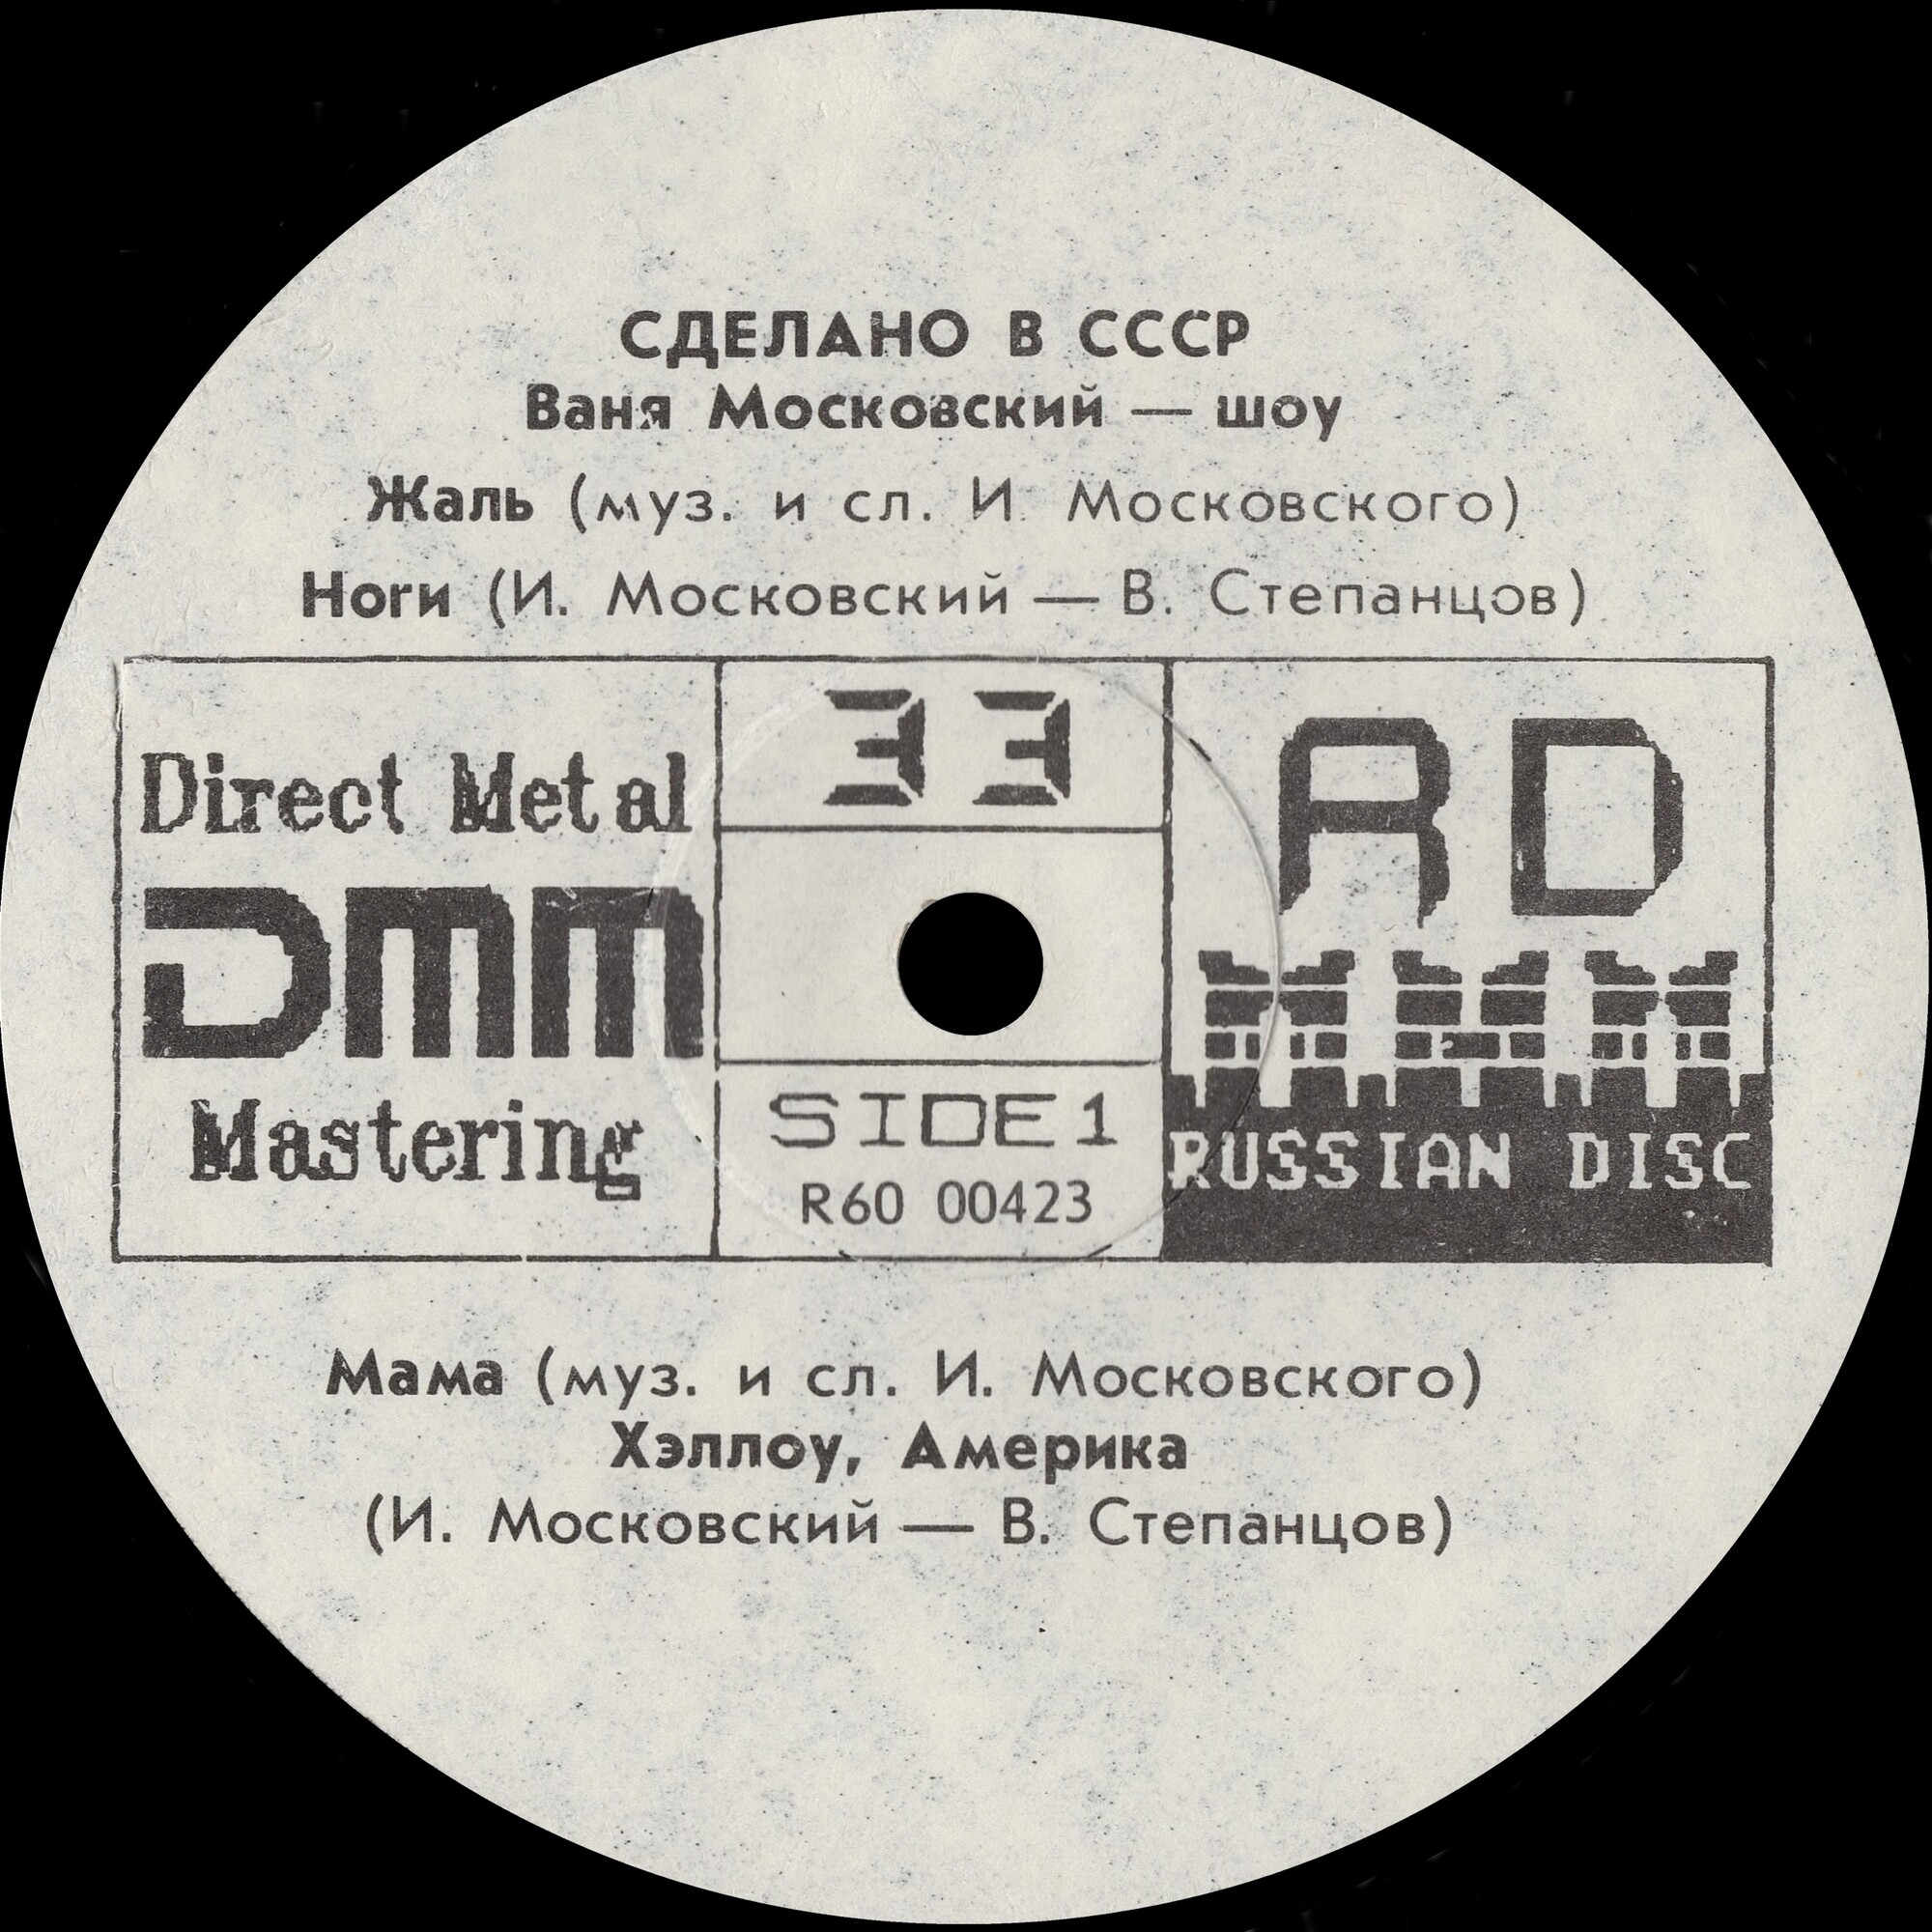 СДЕЛАНО В СССР
Ваня Московский — шоу
Жаль (муз. и сл. И. Московского)
Ноги (И. Московский — В. Степанцов)
Direct Metal
DMM
Mastering
33
SIDE 1
R60 00423
RD
RUSSIAN DISC
Мама (муз. и сл. И. Московского)
Хэллоу, Америка
(И. Московский — В. Степанцов)